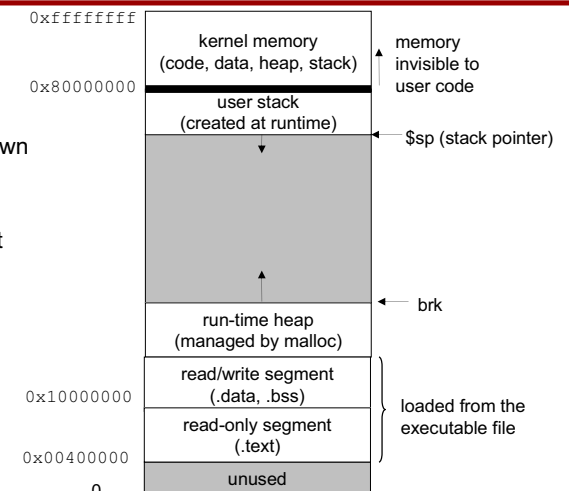 0xffffffff
kernel memory
(code, data, heap, stack)
memory
invisible to
user code
0x80000000
user stack
(created at runtime)
$sp (stack pointer)
wn
t
brk
run-time heap
(managed by malloc)
read/write segment
(.data, .bss)
0x10000000
loaded from the
executable file
read-only segment
(.text)
0x00400000
unused
0